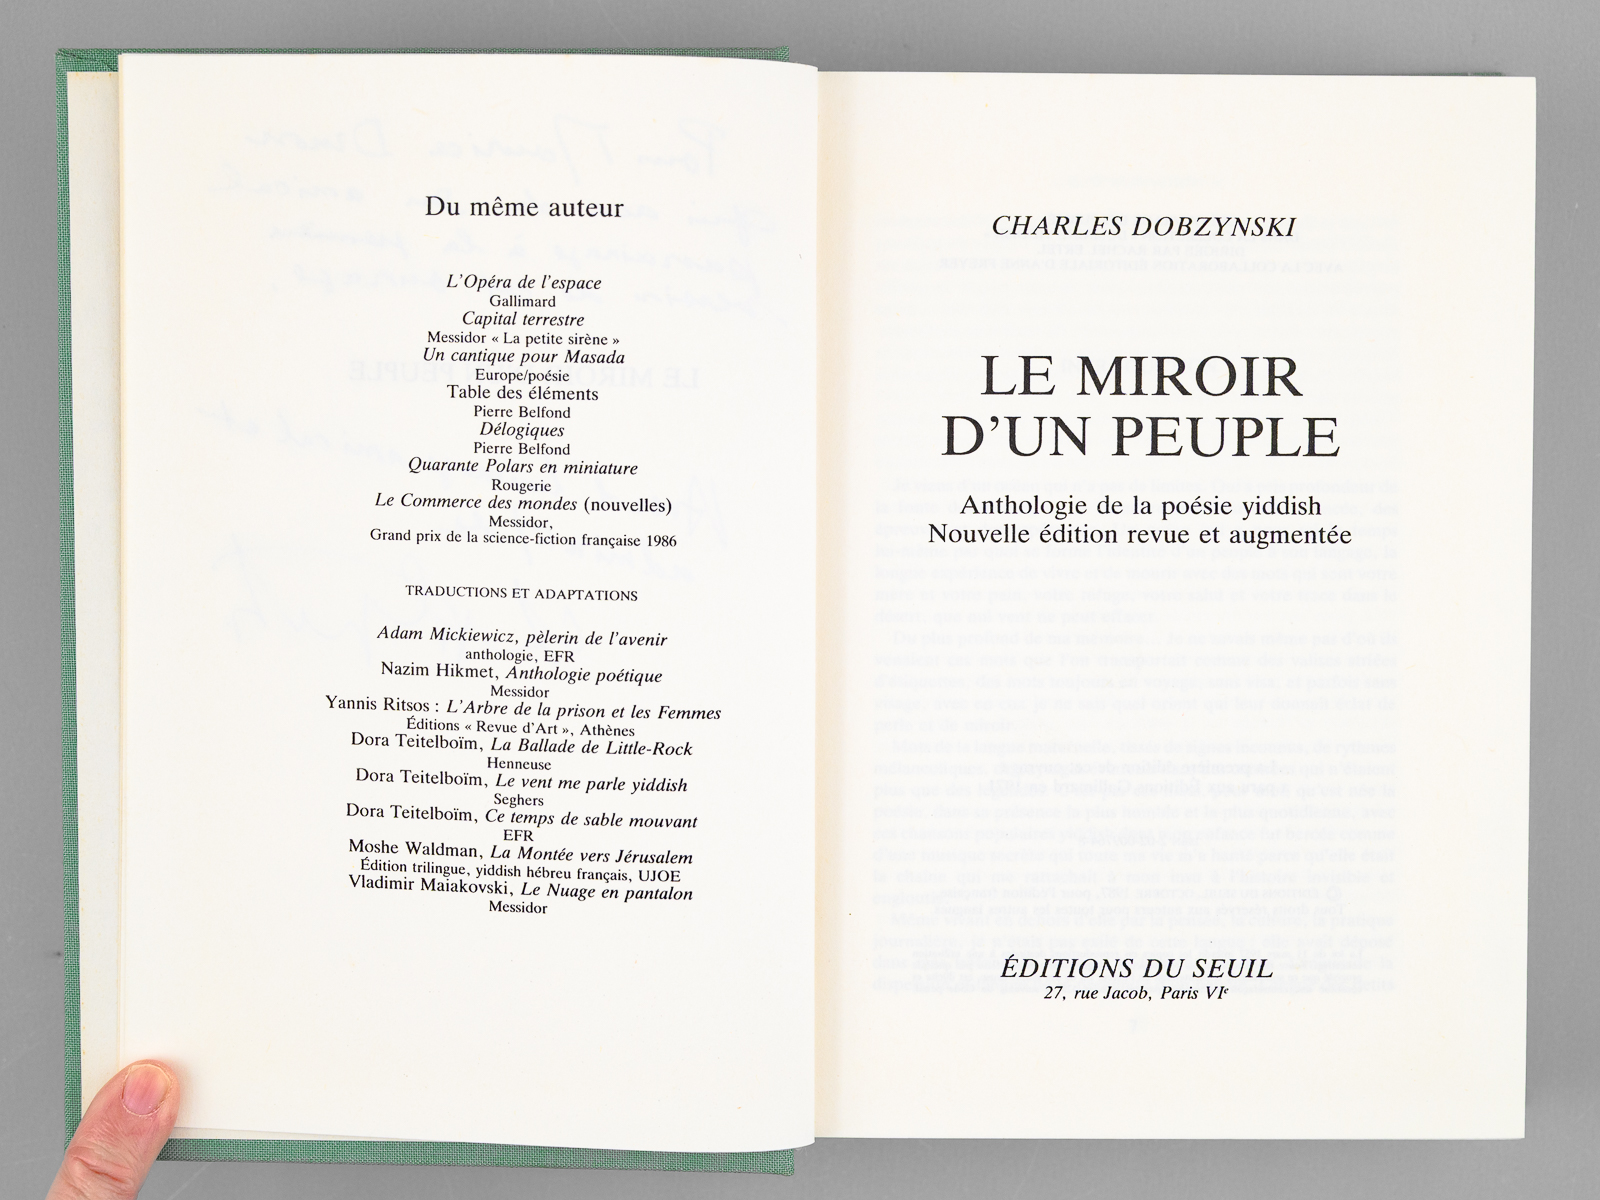 Du même auteur
L'Opéra de l'espace
Gallimard
Capital terrestre
Messidor « La petite sirène »
Un cantique pour Masada
Europe/poésie
Table des éléments
Pierre Belfond
Délogiques
Pierre Belfond
Quarante Polars en miniature
Rougerie
Le Commerce des mondes (nouvelles)
Messidor,
Grand prix de la science-fiction française 1986
TRADUCTIONS ET ADAPTATIONS
Adam Mickiewicz, pèlerin de l'avenir
anthologie, EFR
Nazim Hikmet, Anthologie poétique
Messidor
Yannis Ritsos : L'Arbre de la prison et les Femmes
Éditions « Revue d'Art », Athènes
Dora Teitelboïm, La Ballade de Little-Rock
Henneuse
Dora Teitelboïm, Le vent me parle yiddish
Seghers
Dora Teitelboïm, Ce temps de sable mouvant
EFR
Moshe Waldman, La Montée vers Jérusalem
Édition trilingue, yiddish hébreu français, UJOE
Vladimir Maiakovski, Le Nuage en pantalon
Messidor
CHARLES DOBZYNSKI
LE MIROIR
D'UN PEUPLE
Anthologie de la poésie yiddish
Nouvelle édition revue et augmentée
ÉDITIONS DU SEUIL
27, rue Jacob, Paris VIe